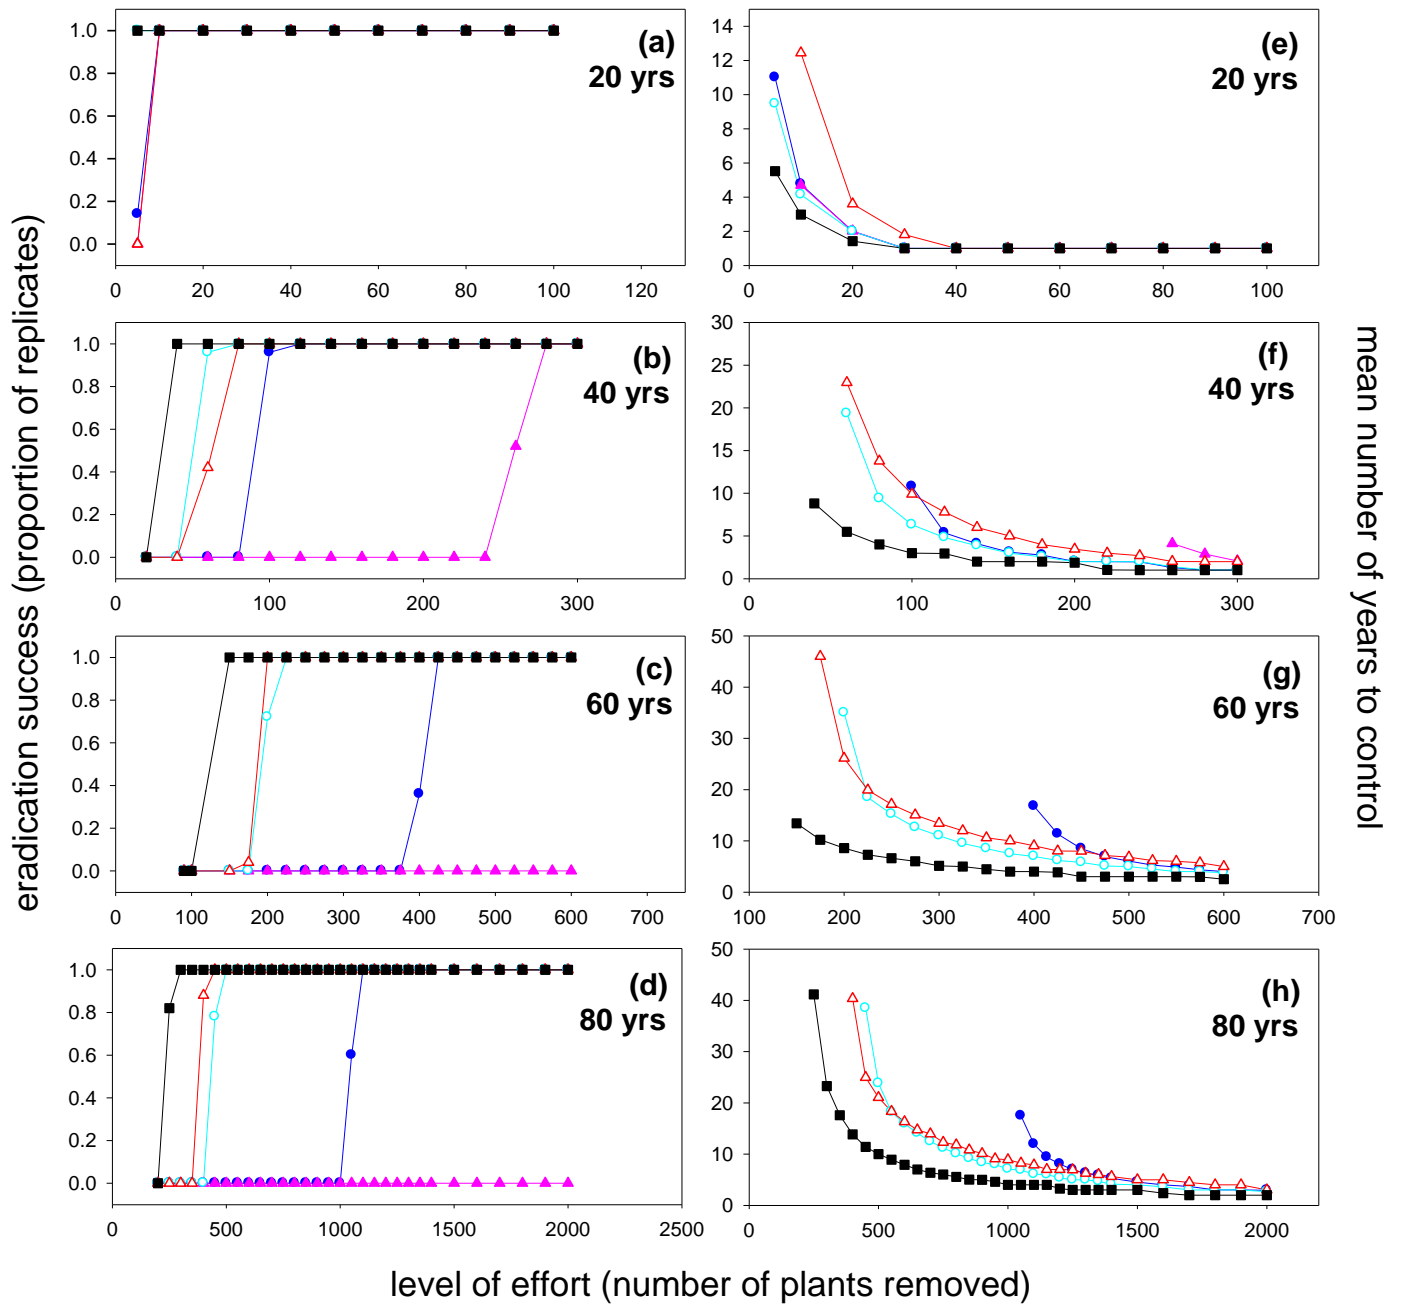 1.0
0.8
0.6
0.4
0.2
0.0
0 20 40 60 80 100 120
(a)
20 yrs
14
12
10
8
6
4
2
0
0 20 40 60 80 100
(e)
20 yrs
1.0
0.8
0.6
0.4
0.2
0.0
0 100 200 300
(b)
40 yrs
30
25
20
15
10
5
0
0 100 200 300
(f)
40 yrs
1.0
0.8
0.6
0.4
0.2
0.0
0 100 200 300 400 500 600 700
(c)
60 yrs
50
40
30
20
10
0
100 200 300 400 500 600 700
(g)
60 yrs
1.0
0.8
0.6
0.4
0.2
0.0
0 500 1000 1500 2000 2500
(d)
80 yrs
50
40
30
20
10
0
0 500 1000 1500 2000
(h)
80 yrs
eradication success (proportion of replicates)
mean number of years to control
level of effort (number of plants removed)